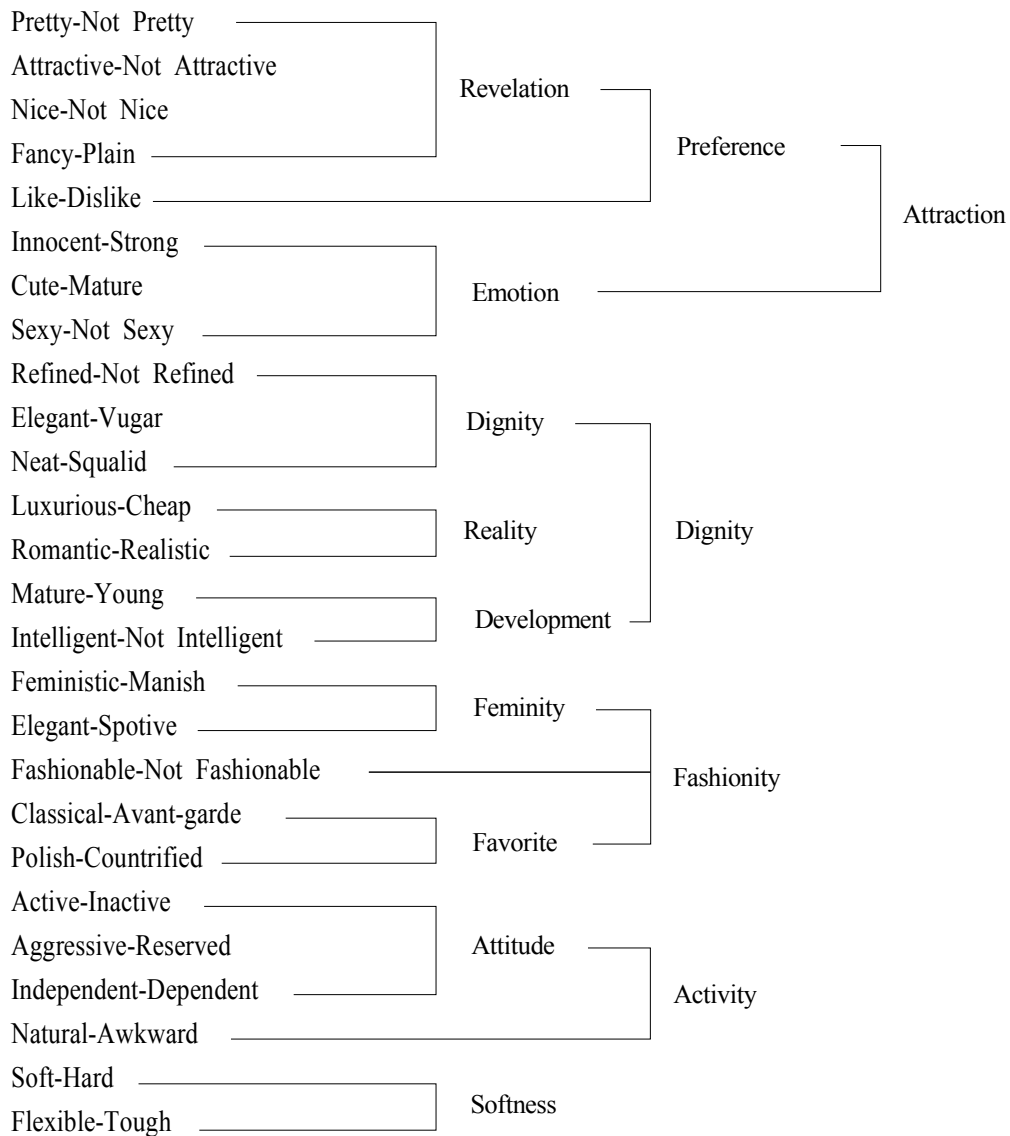 Pretty-Not Pretty
Attractive-Not Attractive
Revelation
Nice-Not Nice
Preference
Fancy-Plain
Like-Dislike
Attraction
Innocent-Strong
Cute-Mature
Emotion
Sexy-Not Sexy
Refined-Not Refined
Elegant-Vugar
Dignity
Neat-Squalid
Luxurious-Cheap
Reality
Dignity
Romantic-Realistic
Mature-Young
Development
Intelligent-Not Intelligent
Feministic-Manish
Feminity
Elegant-Spotive
Fashionable-Not Fashionable
Fashionity
Classical-Avant-garde
Favorite
Polish-Countrified
Active-Inactive
Aggressive-Reserved
Attitude
Independent-Dependent
Activity
Natural-Awkward
Soft-Hard
Softness
Flexible-Tough